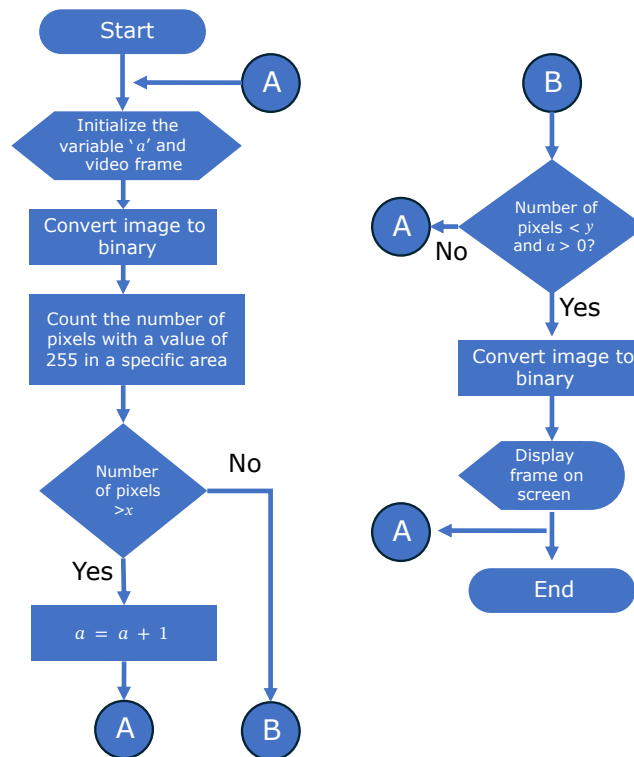 Start
A
Initialize the
variable ‘a’ and
video frame
Convert image to
binary
Count the number of
pixels with a value of
255 in a specific area
Number
of pixels
>x
No
Yes
a = a + 1
A
B
B
Number of
pixels < y
and a > 0?
A
No
Yes
Convert image to
binary
Display
frame on
screen
A
End